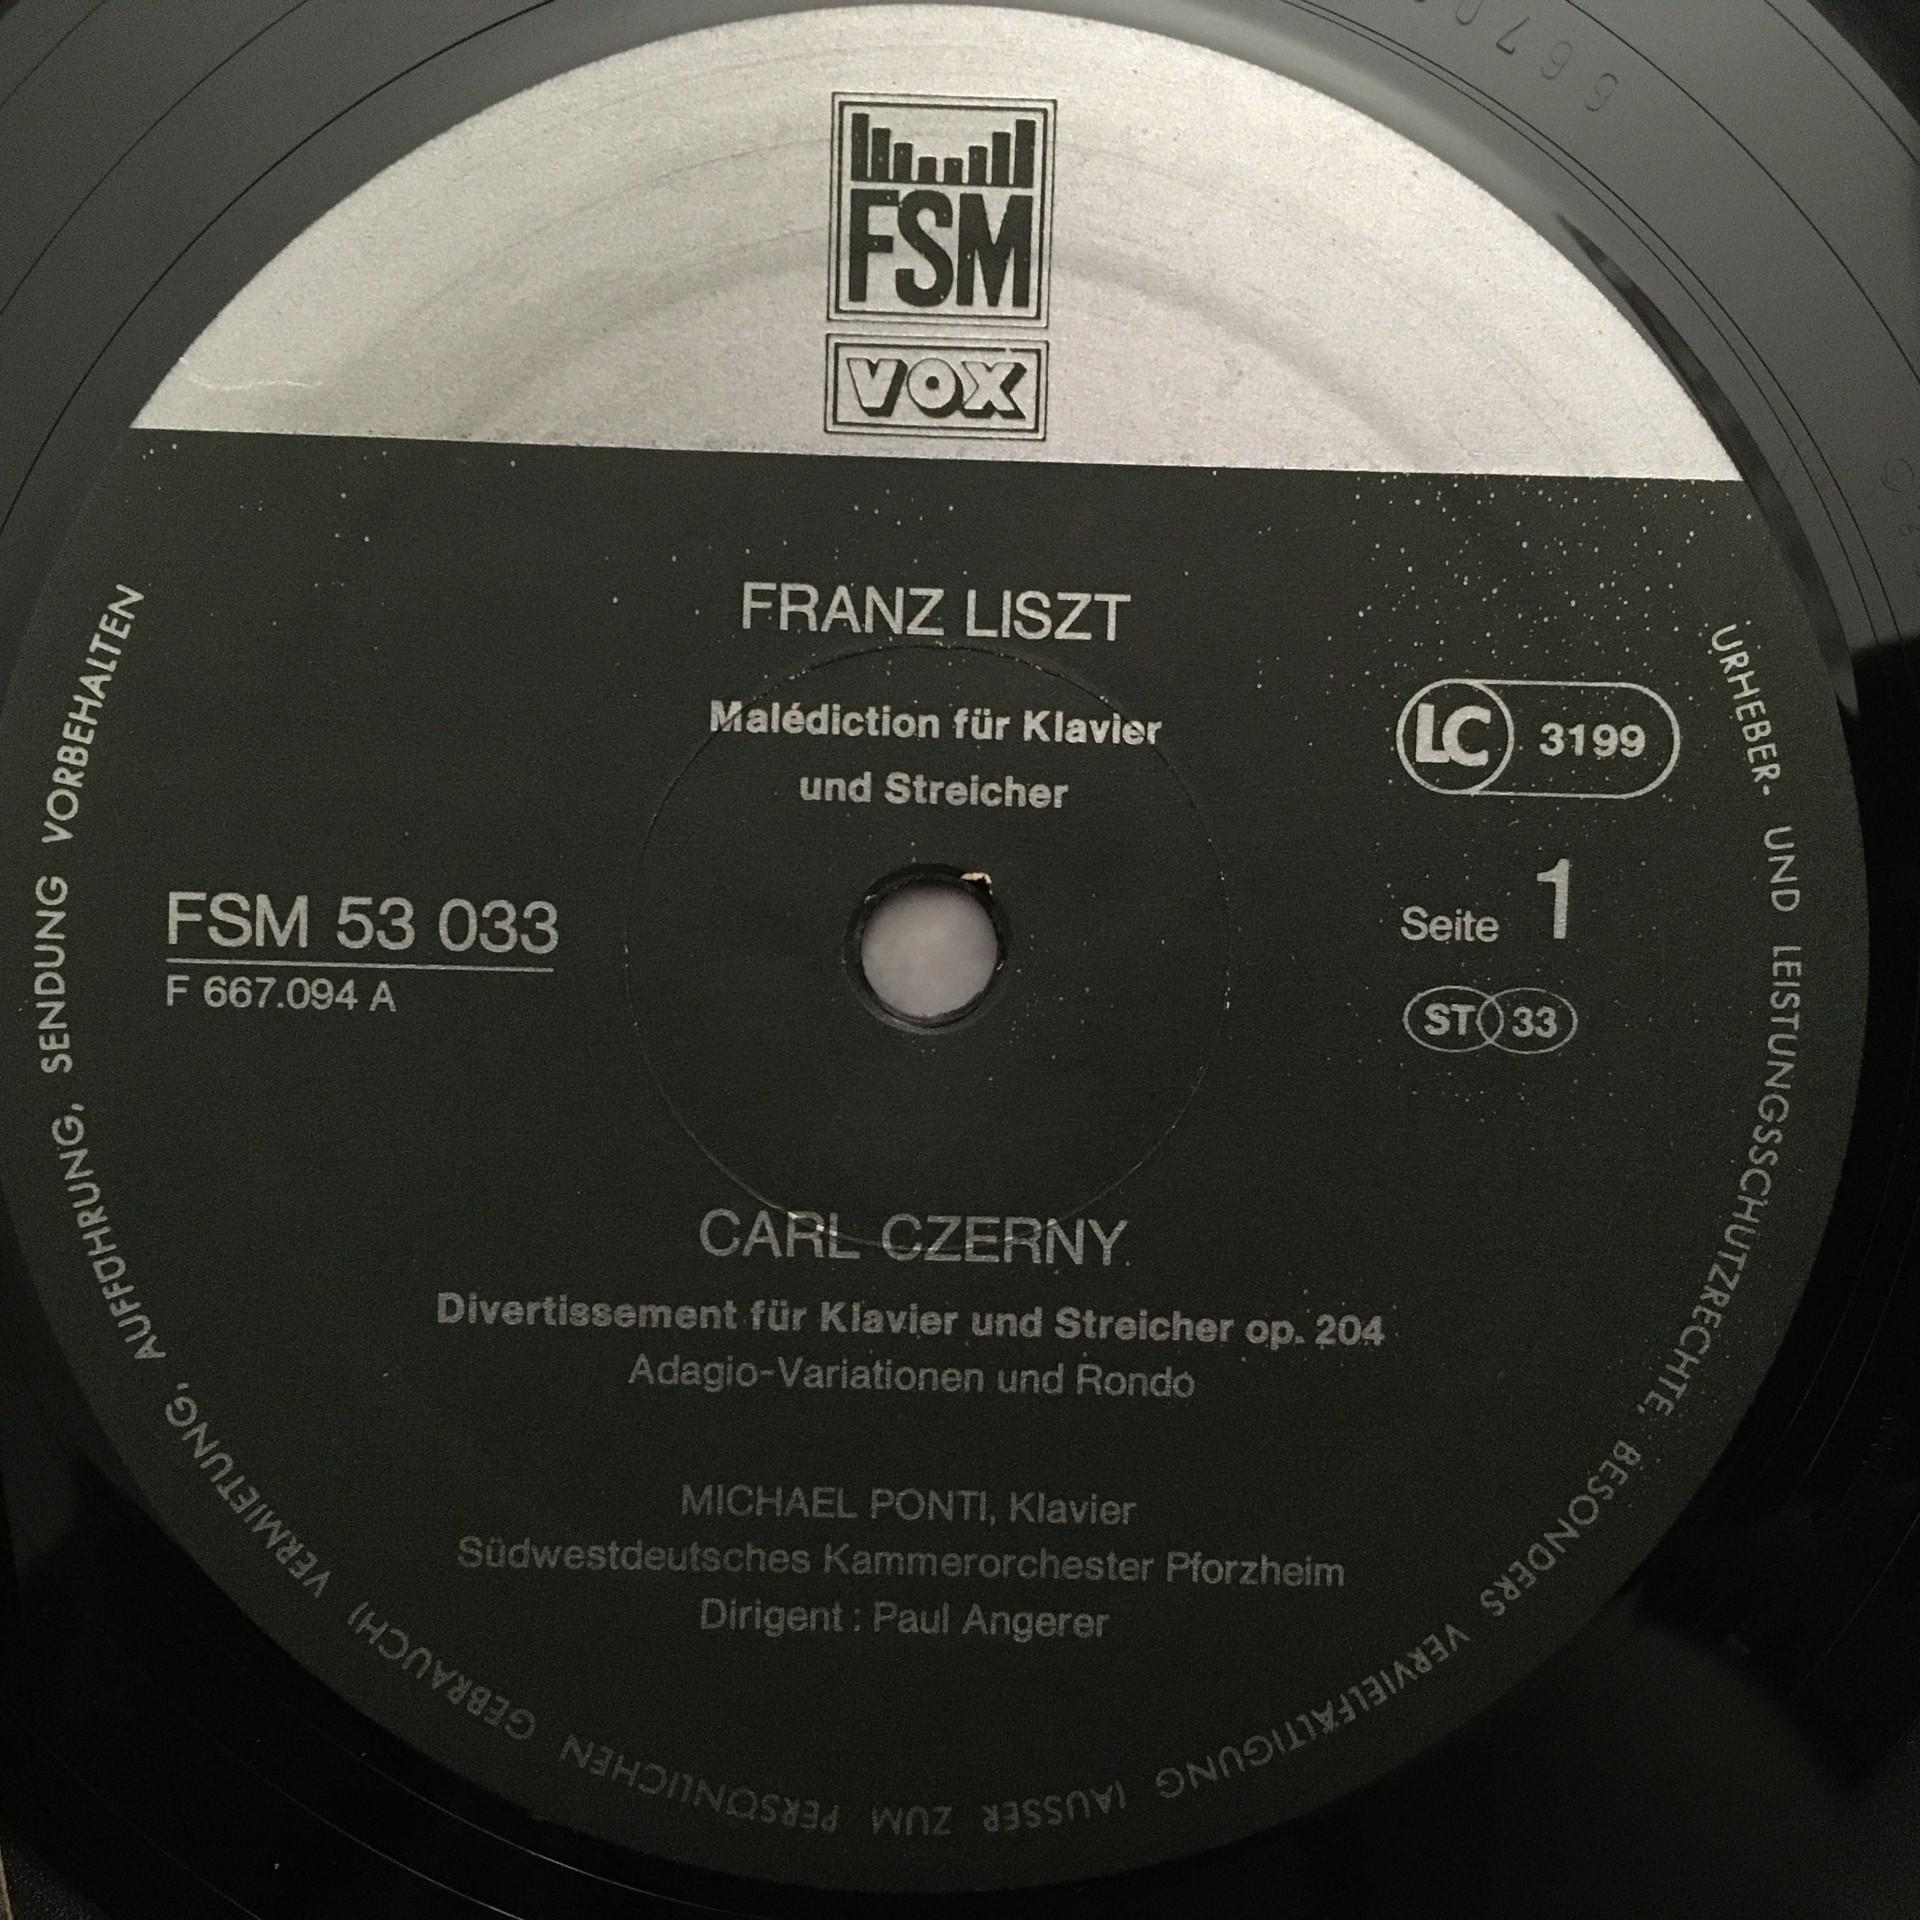 FSM
VOX
FRANZ LISZT
Malédiction für Klavier
und Streicher
LC 3199
FSM 53 033
F 667.094 A
Seite 1
ST 33
CARL CZERNY
Divertissement für Klavier und Streicher op. 204
Adagio-Variationen und Rondo
MICHAEL PONTI, Klavier
Südwestdeutsches Kammerorchester Pforzheim
Dirigent : Paul Angerer
URHEBER- UND LEISTUNGSSCHUTZRECHTE, BESONDERS VERVIELFÄLTIGUNG (AUSSER ZUM PERSÖNLICHEN GEBRAUCH) VERMIETUNG, AUFFÜHRUNG, SENDUNG VORBEHALTEN